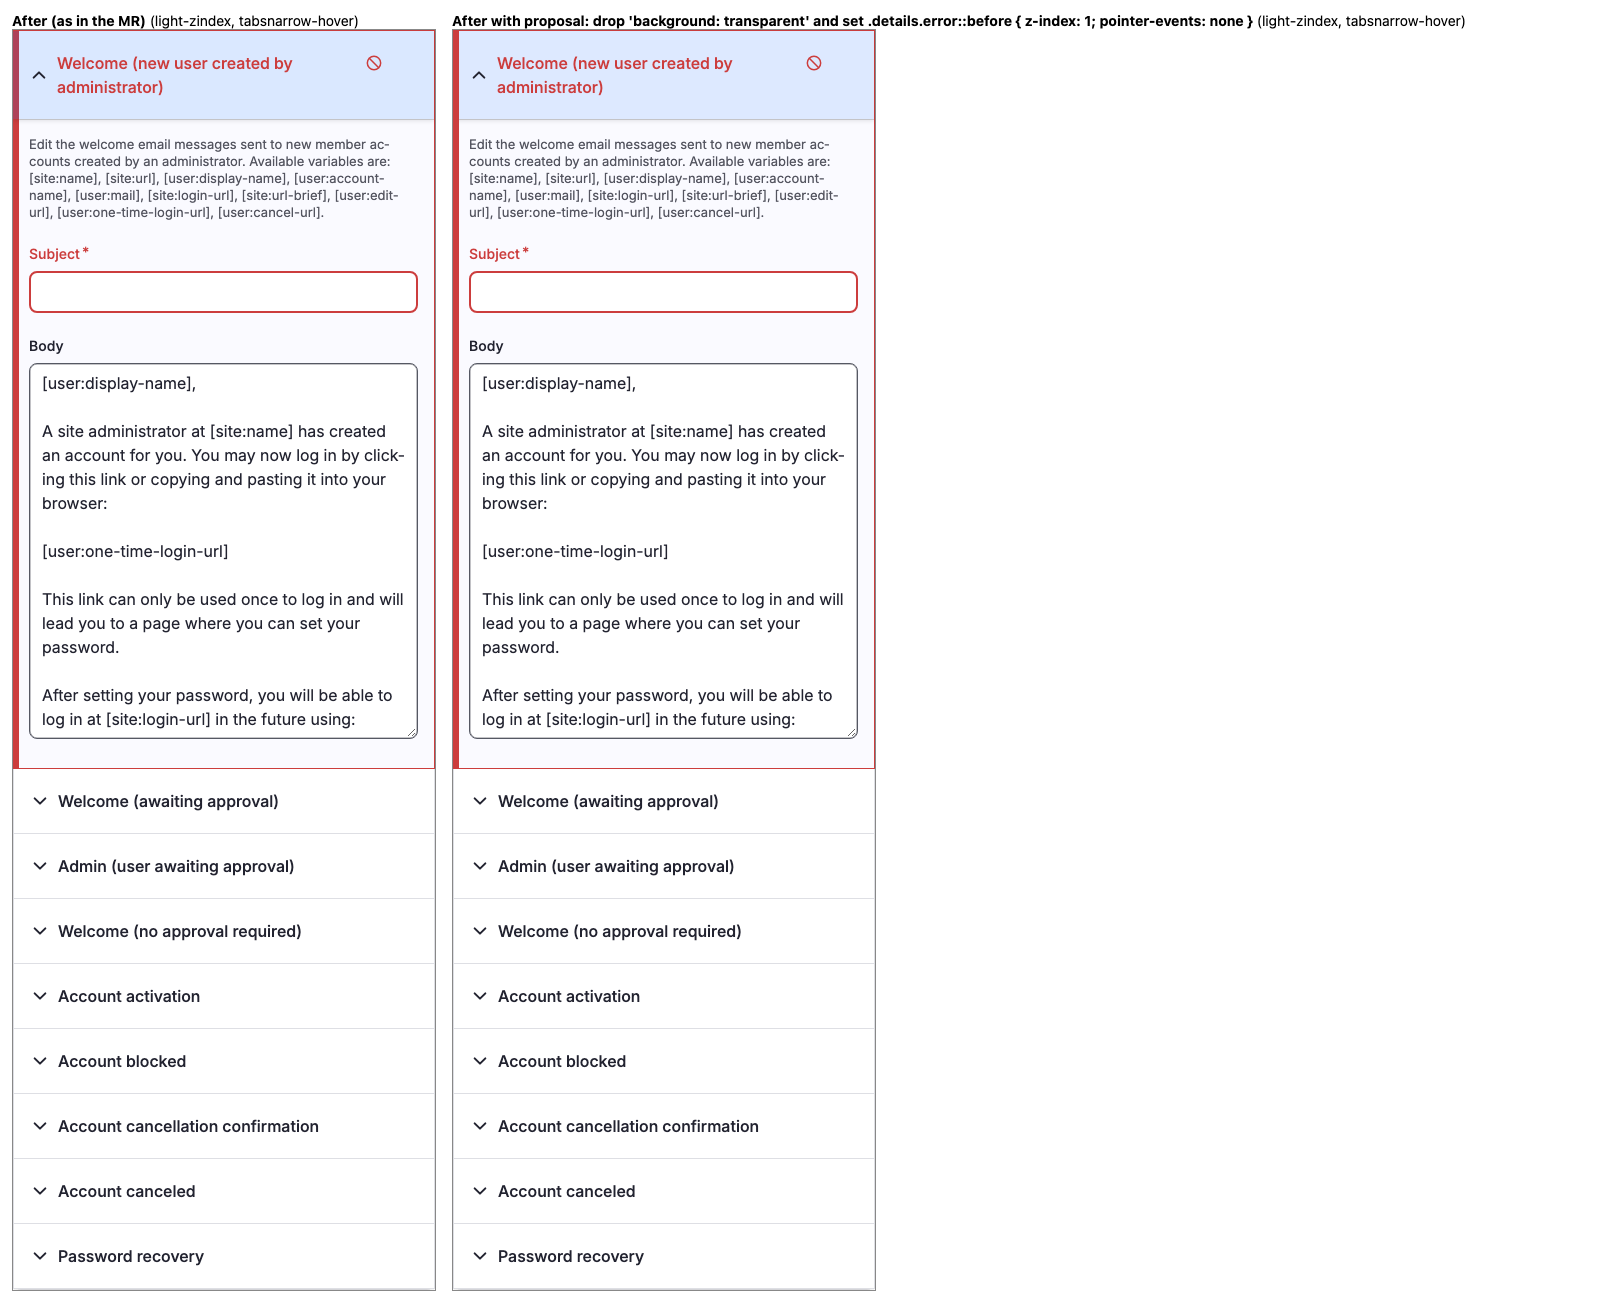 After (as in the MR) (light-zindex, tabsnarrow-hover)
Welcome (new user created by
administrator)
Edit the welcome email messages sent to new member ac-
counts created by an administrator. Available variables are:
[site:name], [site:url], [user:display-name], [user:account-
name], [user:mail], [site:login-url], [site:url-brief], [user:edit-
url], [user:one-time-login-url], [user:cancel-url].
Subject*
Body
[user:display-name],
A site administrator at [site:name] has created
an account for you. You may now log in by click-
ing this link or copying and pasting it into your
browser:
[user:one-time-login-url]
This link can only be used once to log in and will
lead you to a page where you can set your
password.
After setting your password, you will be able to
log in at [site:login-url] in the future using:
Welcome (awaiting approval)
Admin (user awaiting approval)
Welcome (no approval required)
Account activation
Account blocked
Account cancellation confirmation
Account canceled
Password recovery
After with proposal: drop 'background: transparent' and set .details.error::before { z-index: 1; pointer-events: none } (light-zindex, tabsnarrow-hover)
Welcome (new user created by
administrator)
Edit the welcome email messages sent to new member ac-
counts created by an administrator. Available variables are:
[site:name], [site:url], [user:display-name], [user:account-
name], [user:mail], [site:login-url], [site:url-brief], [user:edit-
url], [user:one-time-login-url], [user:cancel-url].
Subject*
Body
[user:display-name],
A site administrator at [site:name] has created
an account for you. You may now log in by click-
ing this link or copying and pasting it into your
browser:
[user:one-time-login-url]
This link can only be used once to log in and will
lead you to a page where you can set your
password.
After setting your password, you will be able to
log in at [site:login-url] in the future using:
Welcome (awaiting approval)
Admin (user awaiting approval)
Welcome (no approval required)
Account activation
Account blocked
Account cancellation confirmation
Account canceled
Password recovery